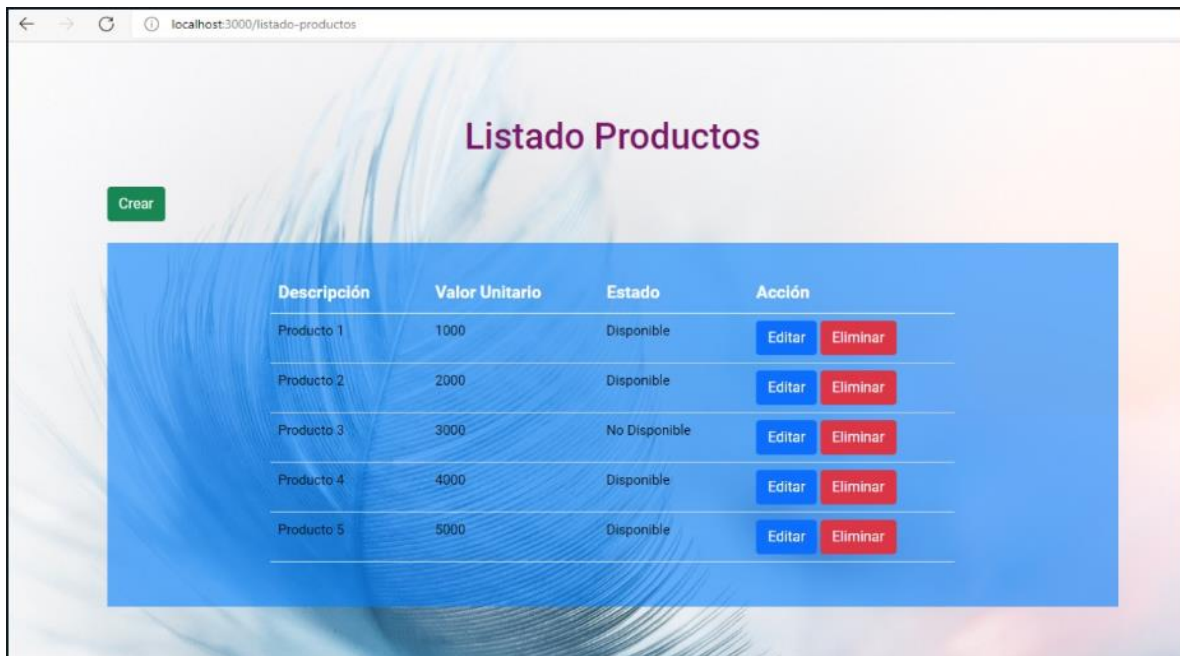 localhost:3000/listado-productos
Listado Productos
Crear
Descripción Valor Unitario Estado Acción
Producto 1 1000 Disponible Editar Eliminar
Producto 2 2000 Disponible Editar Eliminar
Producto 3 3000 No Disponible Editar Eliminar
Producto 4 4000 Disponible Editar Eliminar
Producto 5 5000 Disponible Editar Eliminar